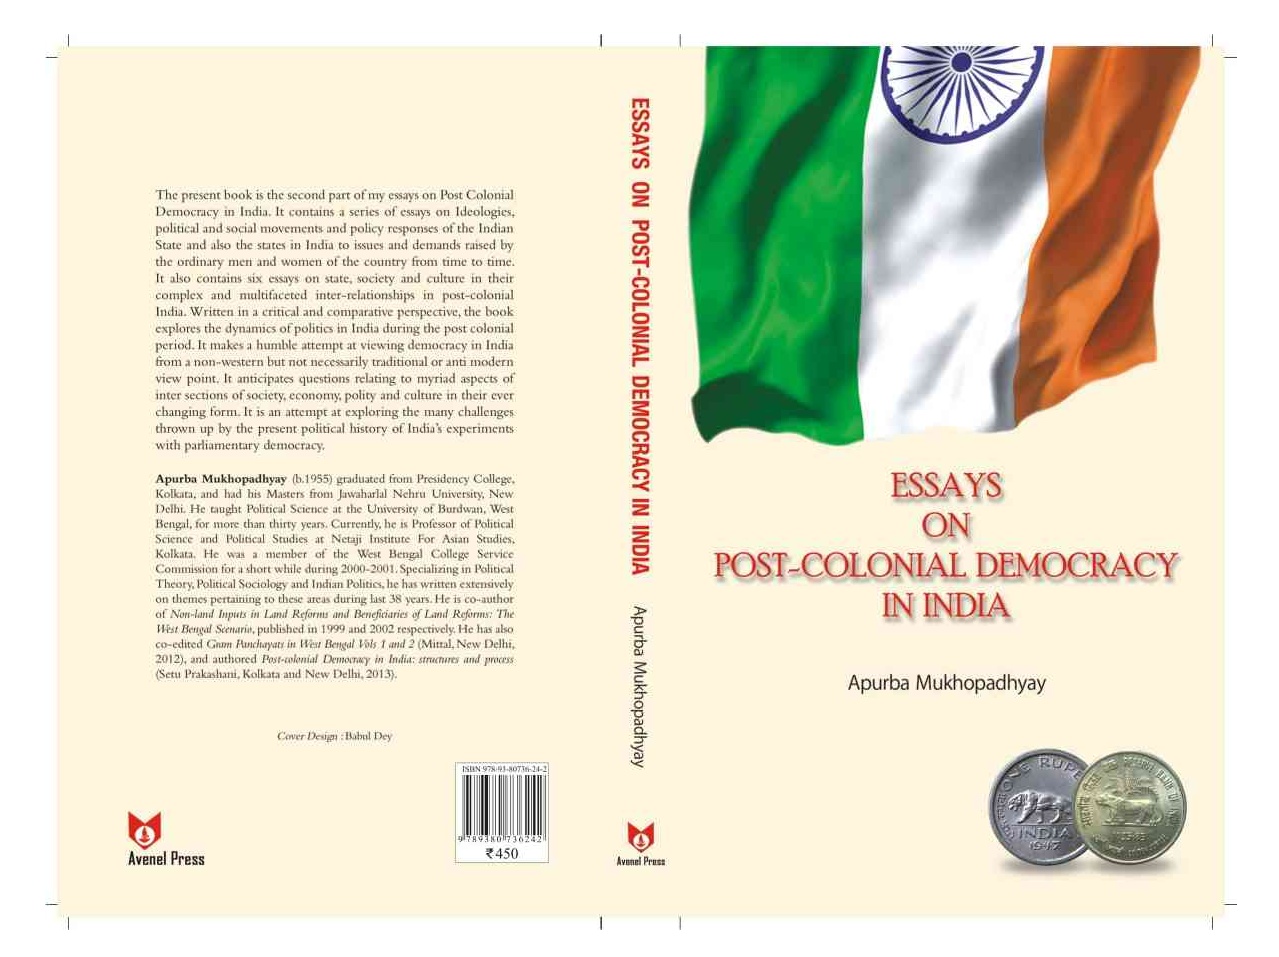 The present book is the second part of my essays on Post Colonial
Democracy in India. It contains a series of essays on Ideologies,
political and social movements and policy responses of the Indian
State and also the states in India to issues and demands raised by
the ordinary men and women of the country from time to time.
It also contains six essays on state, society and culture in their
complex and multifaceted inter-relationships in post-colonial
India. Written in a critical and comparative perspective, the book
explores the dynamics of politics in India during the post colonial
period. It makes a humble attempt at viewing democracy in India
from a non-western but not necessarily traditional or anti modern
view point. It anticipates questions relating to myriad aspects of
inter sections of society, economy, polity and culture in their ever
changing form. It is an attempt at exploring the many challenges
thrown up by the present political history of India's experiments
with parliamentary democracy.
Apurba Mukhopadhyay (b.1955) graduated from Presidency College,
Kolkata, and had his Masters from Jawaharlal Nehru University, New
Delhi. He taught Political Science at the University of Burdwan, West
Bengal, for more than thirty years. Currently, he is Professor of Political
Science and Political Studies at Netaji Institute For Asian Studies,
Kolkata. He was a member of the West Bengal College Service
Commission for a short while during 2000-2001. Specializing in Political
Theory, Political Sociology and Indian Politics, he has written extensively
on themes pertaining to these areas during last 38 years. He is co-author
of Non-land Inputs in Land Reforms and Beneficiaries of Land Reforms: The
West Bengal Scenario, published in 1999 and 2002 respectively. He has also
co-edited Gram Panchayats in West Bengal Vols 1 and 2 (Mittal, New Delhi,
2012), and authored Post-colonial Democracy in India: structures and process
(Setu Prakashani, Kolkata and New Delhi, 2013).
Cover Design : Babul Dey
ISBN 978-93-80736-24-2
9 789380 736242
₹ 450
Avenel Press
ESSAYS ON POST-COLONIAL DEMOCRACY IN INDIA
Apurba Mukhopadhyay
Avenel Press
ESSAYS
ON
POST-COLONIAL DEMOCRACY
IN INDIA
Apurba Mukhopadhyay
ONE RUPE
INDIA
1947